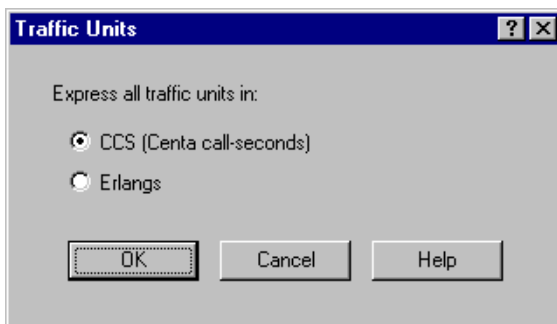 Traffic Units
Express all traffic units in:
CCS (Centa call-seconds)
Erlangs
OK Cancel Help